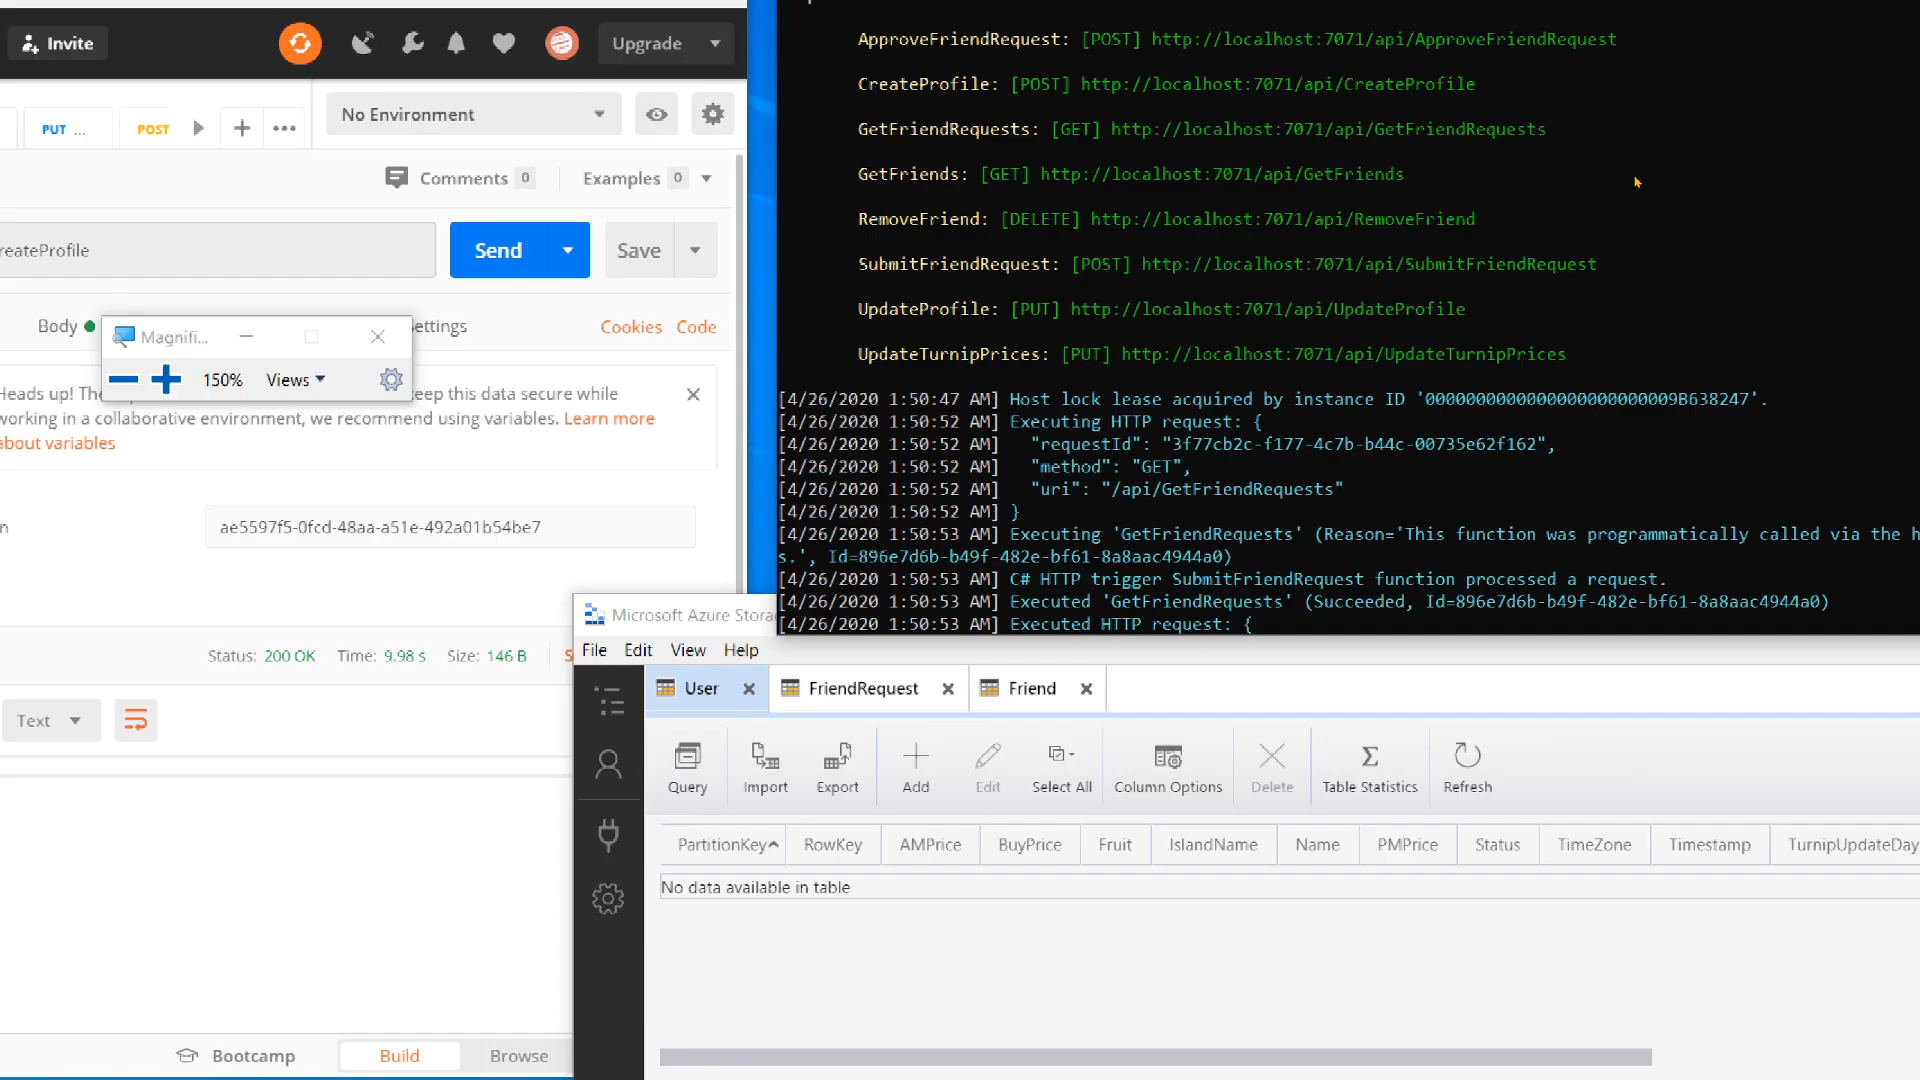 Invite
Upgrade
PUT ...
POST
No Environment
Comments 0
Examples 0
reateProfile
Send
Save
Body
Settings
Cookies
Code
Magnifi...
150%
Views
Heads up! The
keep this data secure while
working in a collaborative environment, we recommend using variables. Learn more
about variables
n
ae5597f5-0fcd-48aa-a51e-492a01b54be7
Status: 200 OK Time: 9.98 s Size: 146 B S
Text
Bootcamp
Build
Browse
ApproveFriendRequest: [POST] http://localhost:7071/api/ApproveFriendRequest
CreateProfile: [POST] http://localhost:7071/api/CreateProfile
GetFriendRequests: [GET] http://localhost:7071/api/GetFriendRequests
GetFriends: [GET] http://localhost:7071/api/GetFriends
RemoveFriend: [DELETE] http://localhost:7071/api/RemoveFriend
SubmitFriendRequest: [POST] http://localhost:7071/api/SubmitFriendRequest
UpdateProfile: [PUT] http://localhost:7071/api/UpdateProfile
UpdateTurnipPrices: [PUT] http://localhost:7071/api/UpdateTurnipPrices
[4/26/2020 1:50:47 AM] Host lock lease acquired by instance ID '0000000000000000000000009B638247'.
[4/26/2020 1:50:52 AM] Executing HTTP request: {
[4/26/2020 1:50:52 AM]   "requestId": "3f77cb2c-f177-4c7b-b44c-00735e62f162",
[4/26/2020 1:50:52 AM]   "method": "GET",
[4/26/2020 1:50:52 AM]   "uri": "/api/GetFriendRequests"
[4/26/2020 1:50:52 AM] }
[4/26/2020 1:50:53 AM] Executing 'GetFriendRequests' (Reason='This function was programmatically called via the h
s.', Id=896e7d6b-b49f-482e-bf61-8a8aac4944a0)
[4/26/2020 1:50:53 AM] C# HTTP trigger SubmitFriendRequest function processed a request.
[4/26/2020 1:50:53 AM] Executed 'GetFriendRequests' (Succeeded, Id=896e7d6b-b49f-482e-bf61-8a8aac4944a0)
[4/26/2020 1:50:53 AM] Executed HTTP request: {
Microsoft Azure Stora
File Edit View Help
User
FriendRequest
Friend
Query Import Export Add Edit Select All Column Options Delete Table Statistics Refresh
PartitionKey RowKey AMPrice BuyPrice Fruit IslandName Name PMPrice Status TimeZone Timestamp TurnipUpdateDay
No data available in table